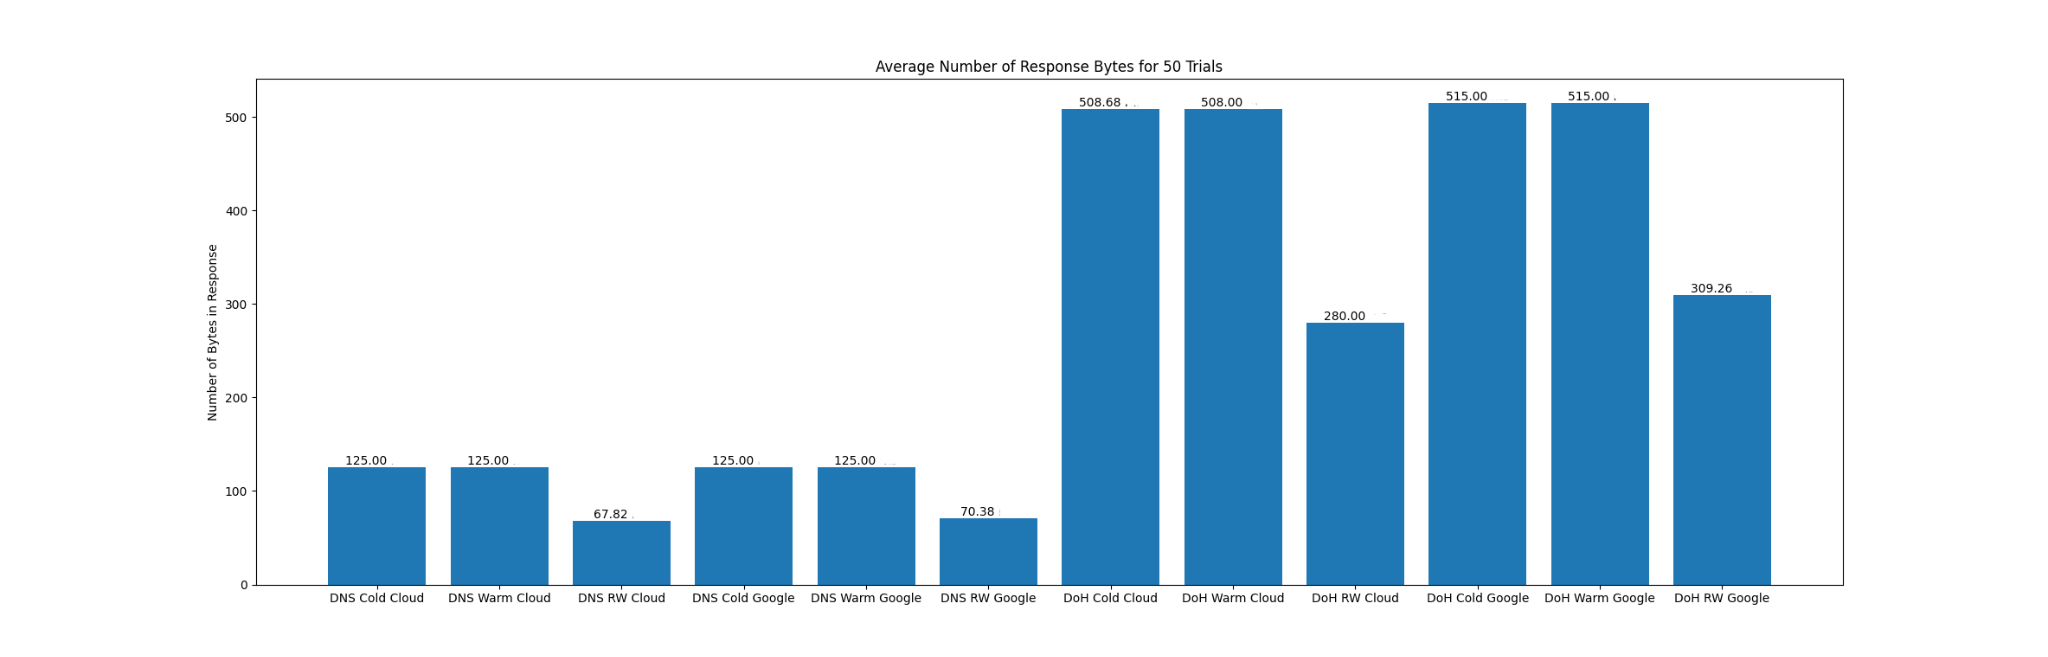 Average Number of Response Bytes for 50 Trials
Number of Bytes in Response
500
400
300
200
100
0
125.00
125.00
67.82
125.00
125.00
70.38
508.68
508.00
280.00
515.00
515.00
309.26
DNS Cold Cloud
DNS Warm Cloud
DNS RW Cloud
DNS Cold Google
DNS Warm Google
DNS RW Google
DoH Cold Cloud
DoH Warm Cloud
DoH RW Cloud
DoH Cold Google
DoH Warm Google
DoH RW Google